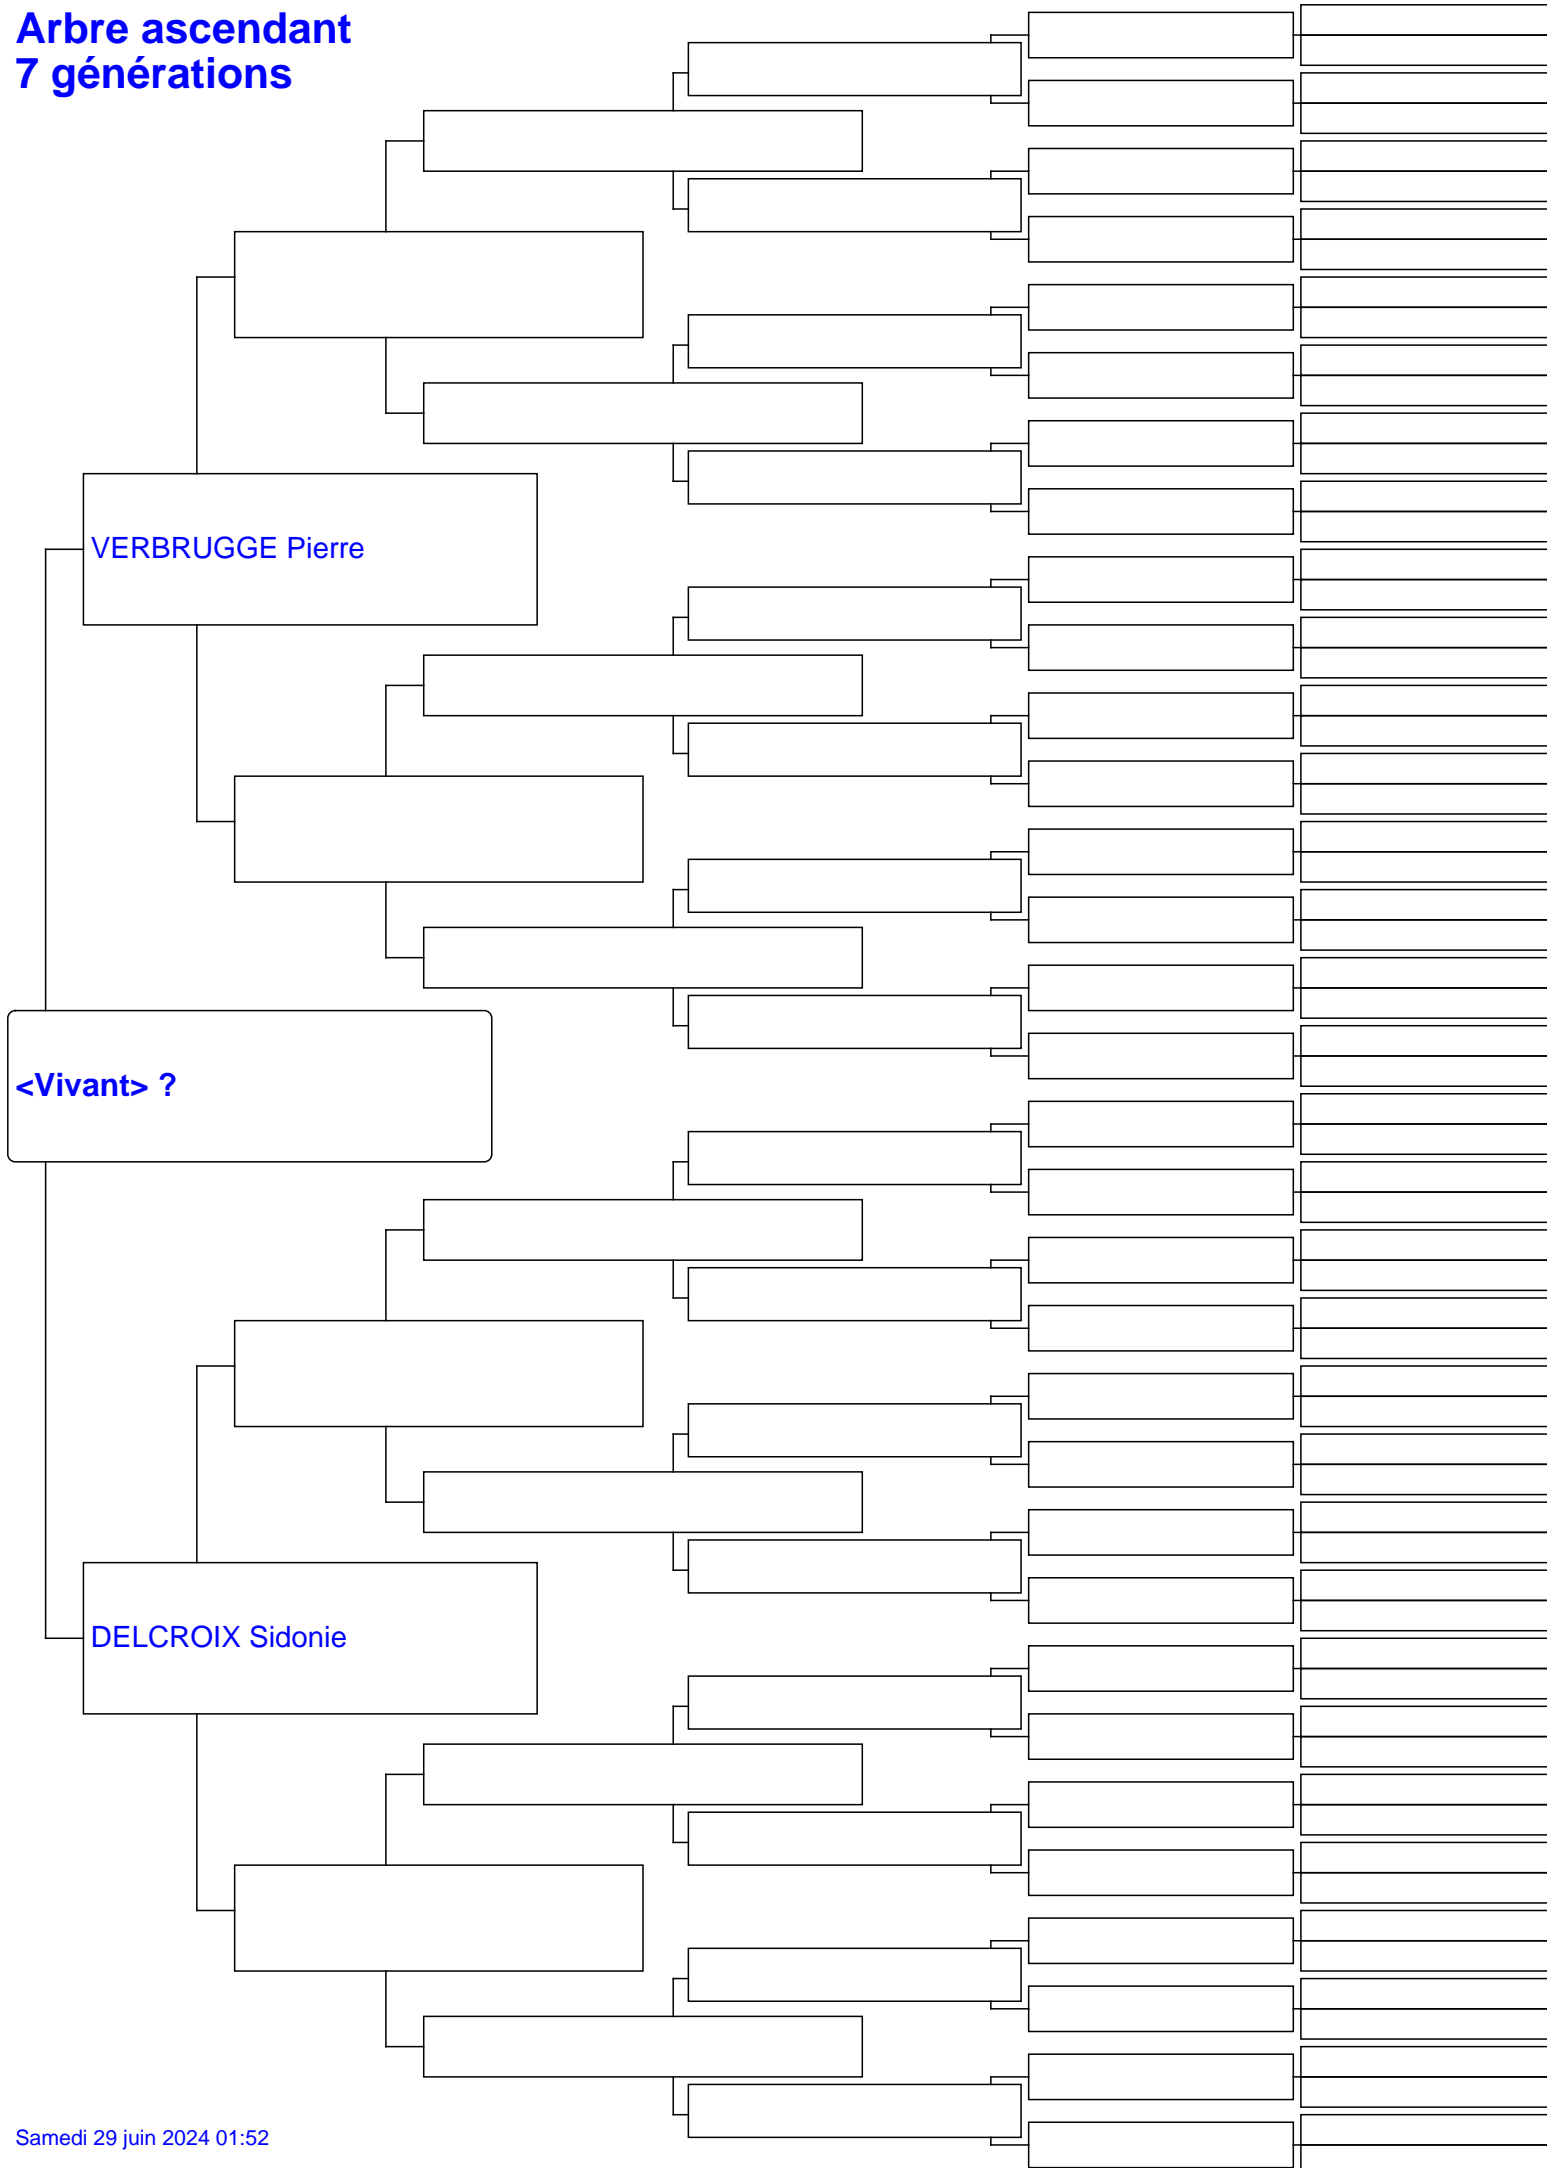 Arbre ascendant
7 générations
VERBRUGGE Pierre
<Vivant> ?
DELCROIX Sidonie
Samedi 29 juin 2024 01:52